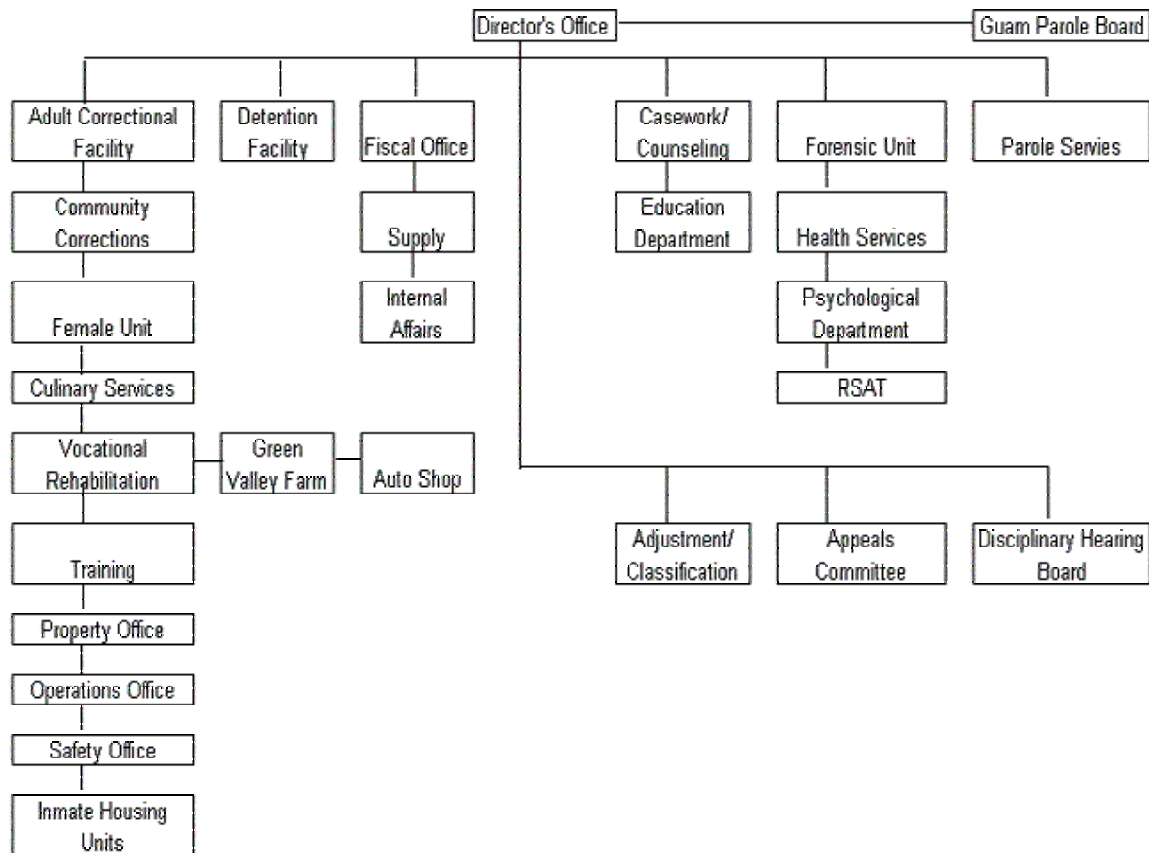 Director's Office
Guam Parole Board
Adult Correctional
Facility
Detention
Facility
Fiscal Office
Casework/
Counseling
Forensic Unit
Parole Servies
Community
Corrections
Supply
Education
Department
Health Services
Female Unit
Internal
Affairs
Psychological
Department
Culinary Services
RSAT
Vocational
Rehabilitation
Green
Valley Farm
Auto Shop
Training
Adjustment/
Classification
Appeals
Committee
Disciplinary Hearing
Board
Property Office
Operations Office
Safety Office
Inmate Housing
Units